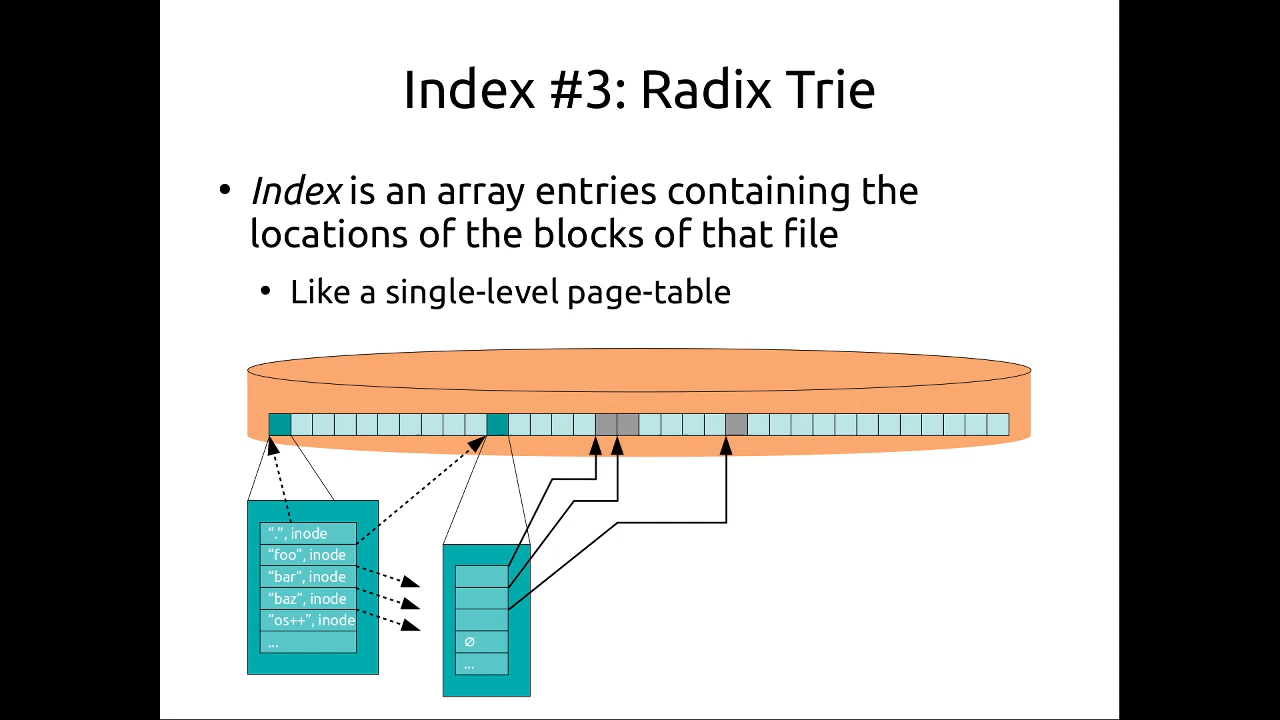 Index #3: Radix Trie
• Index is an array entries containing the
locations of the blocks of that file
• Like a single-level page-table
“.”, inode
“foo”, inode
“bar”, inode
“baz”, inode
“os++”, inode
...
∅
...